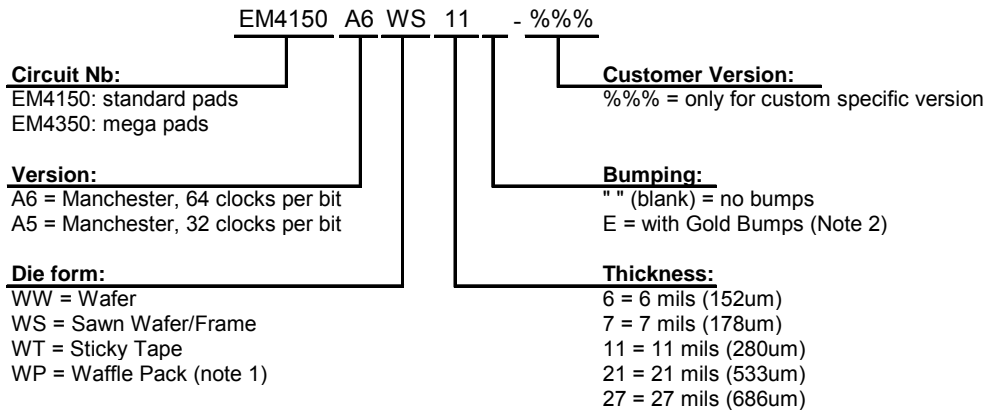 EM4150 A6 WS 11 - %%%
Circuit Nb:
EM4150: standard pads
EM4350: mega pads
Customer Version:
%%% = only for custom specific version
Version:
A6 = Manchester, 64 clocks per bit
A5 = Manchester, 32 clocks per bit
Bumping:
" " (blank) = no bumps
E = with Gold Bumps (Note 2)
Die form:
WW = Wafer
WS = Sawn Wafer/Frame
WT = Sticky Tape
WP = Waffle Pack (note 1)
Thickness:
6 = 6 mils (152um)
7 = 7 mils (178um)
11 = 11 mils (280um)
21 = 21 mils (533um)
27 = 27 mils (686um)